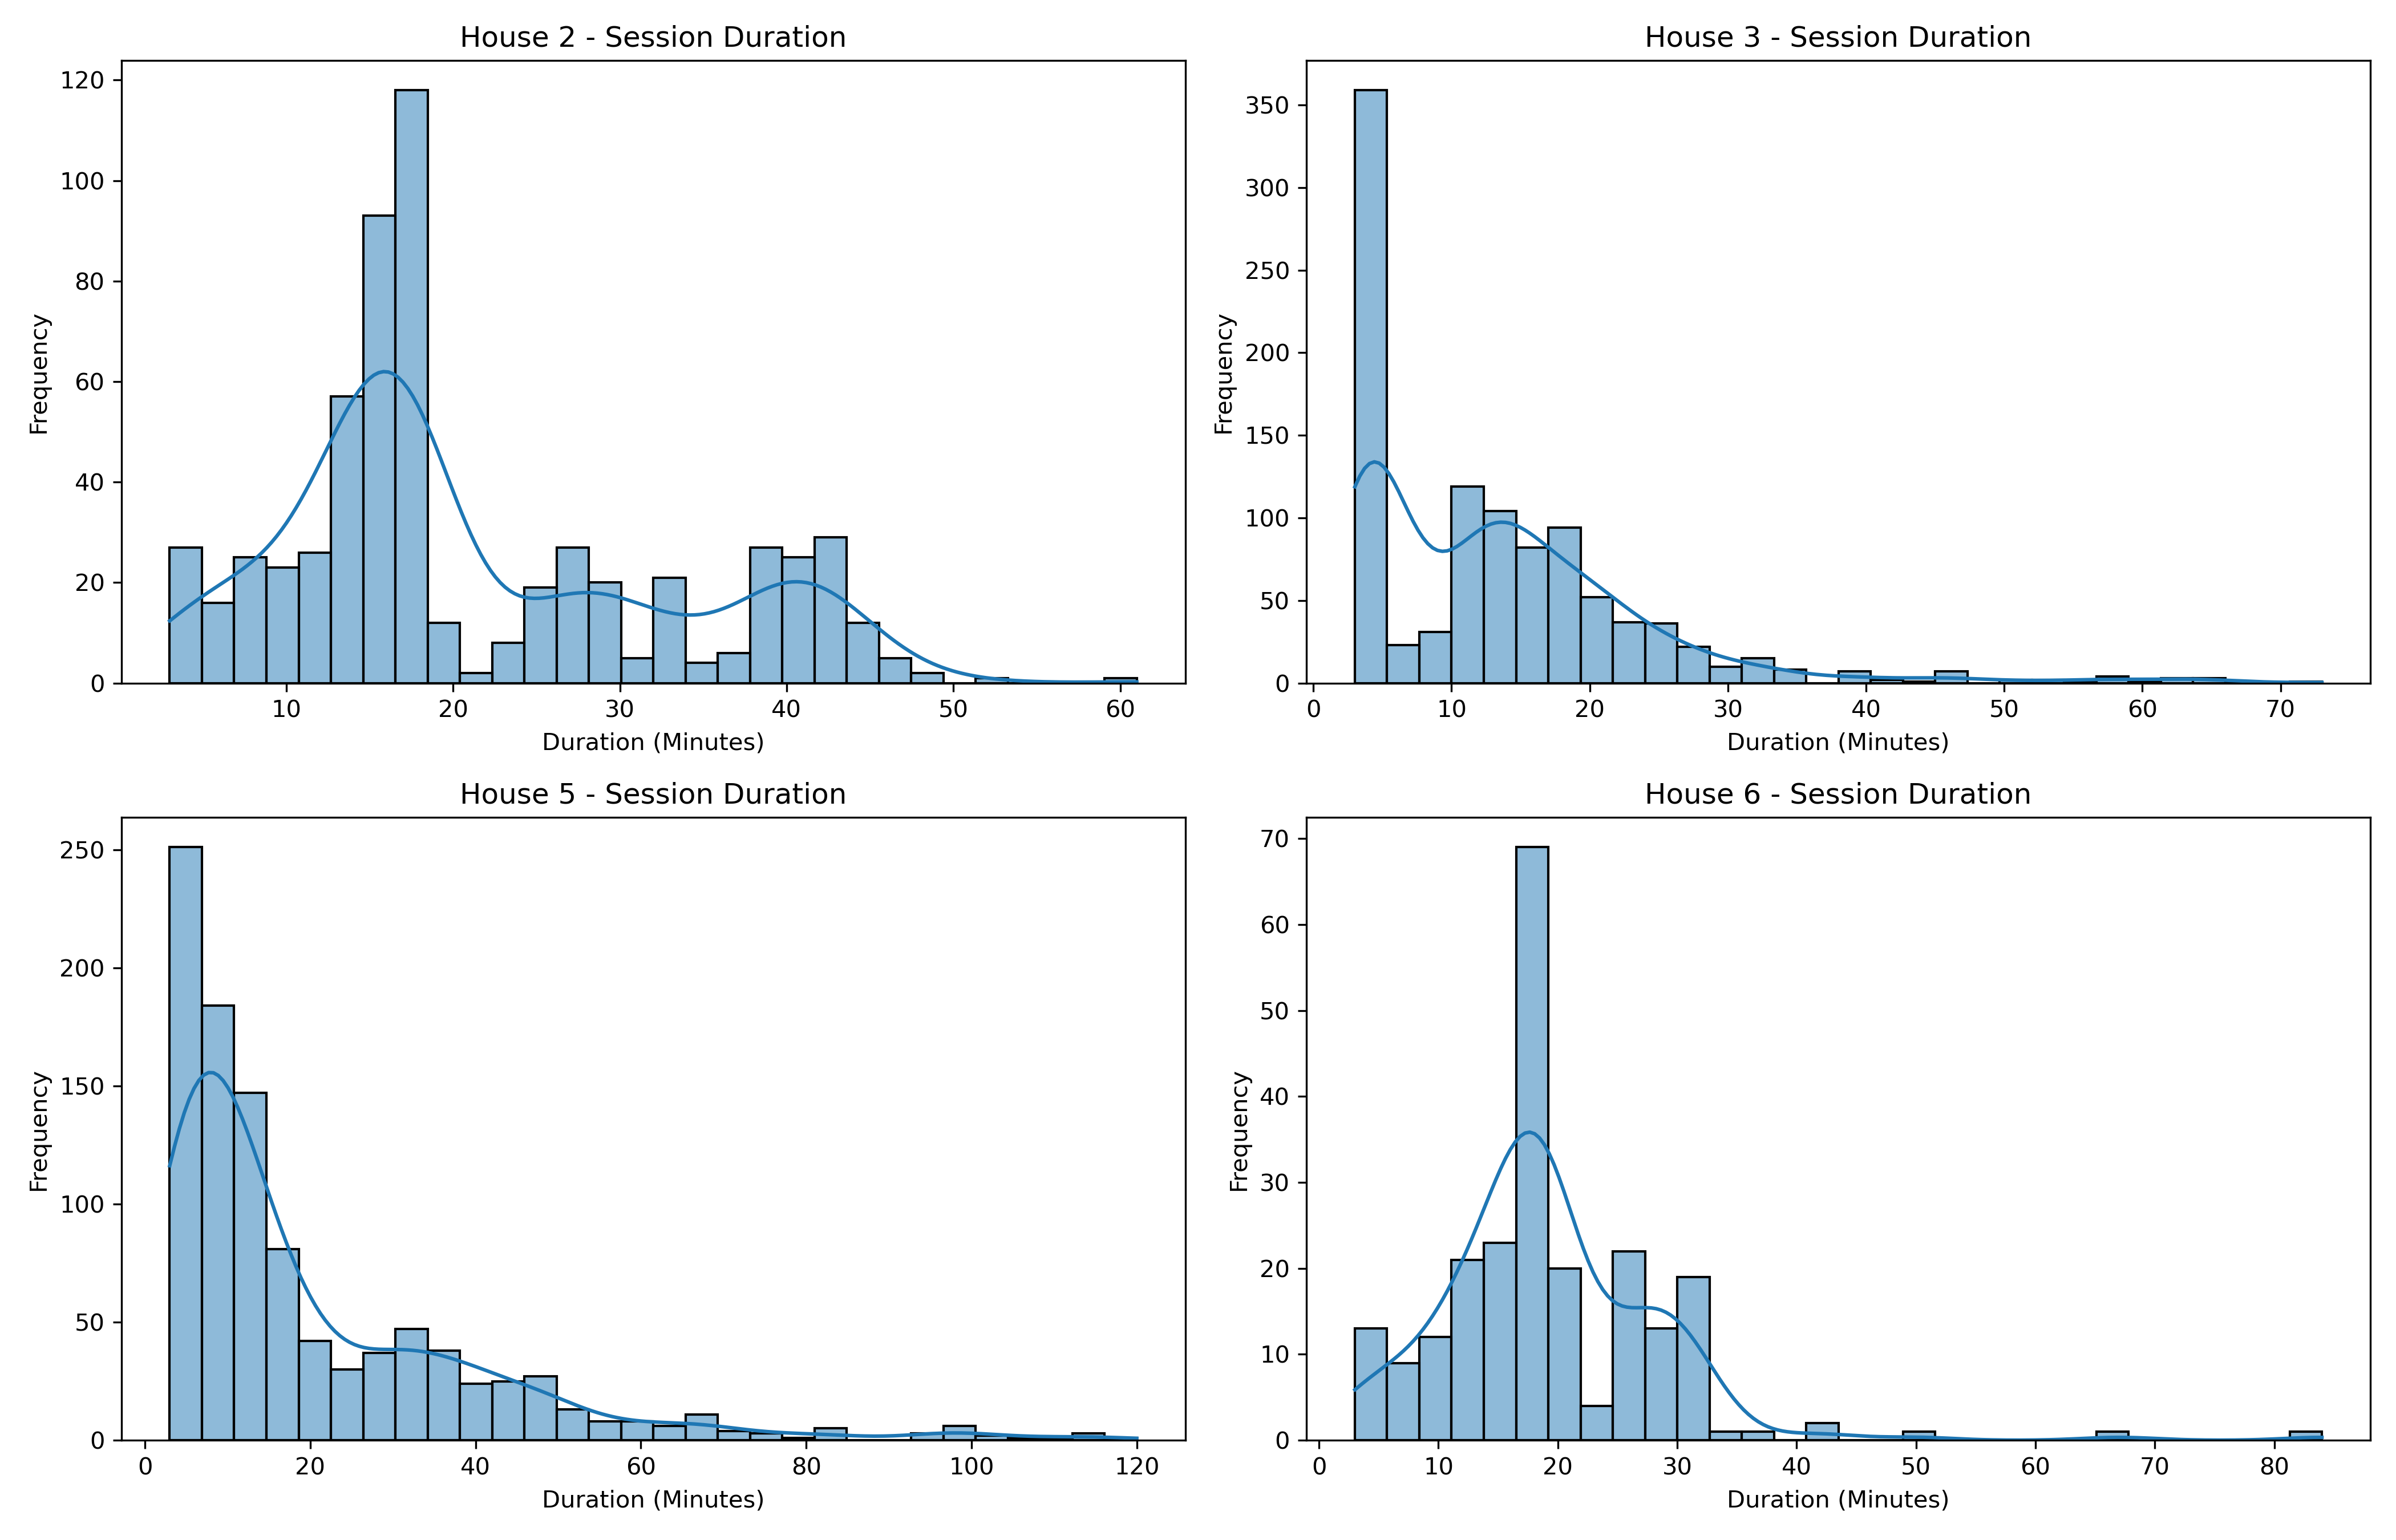 House 2 - Session Duration
Frequency
120
100
80
60
40
20
0
10 20 30 40 50 60
Duration (Minutes)
House 3 - Session Duration
Frequency
350
300
250
200
150
100
50
0
0 10 20 30 40 50 60 70
Duration (Minutes)
House 5 - Session Duration
Frequency
250
200
150
100
50
0
0 20 40 60 80 100 120
Duration (Minutes)
House 6 - Session Duration
Frequency
70
60
50
40
30
20
10
0
0 10 20 30 40 50 60 70 80
Duration (Minutes)